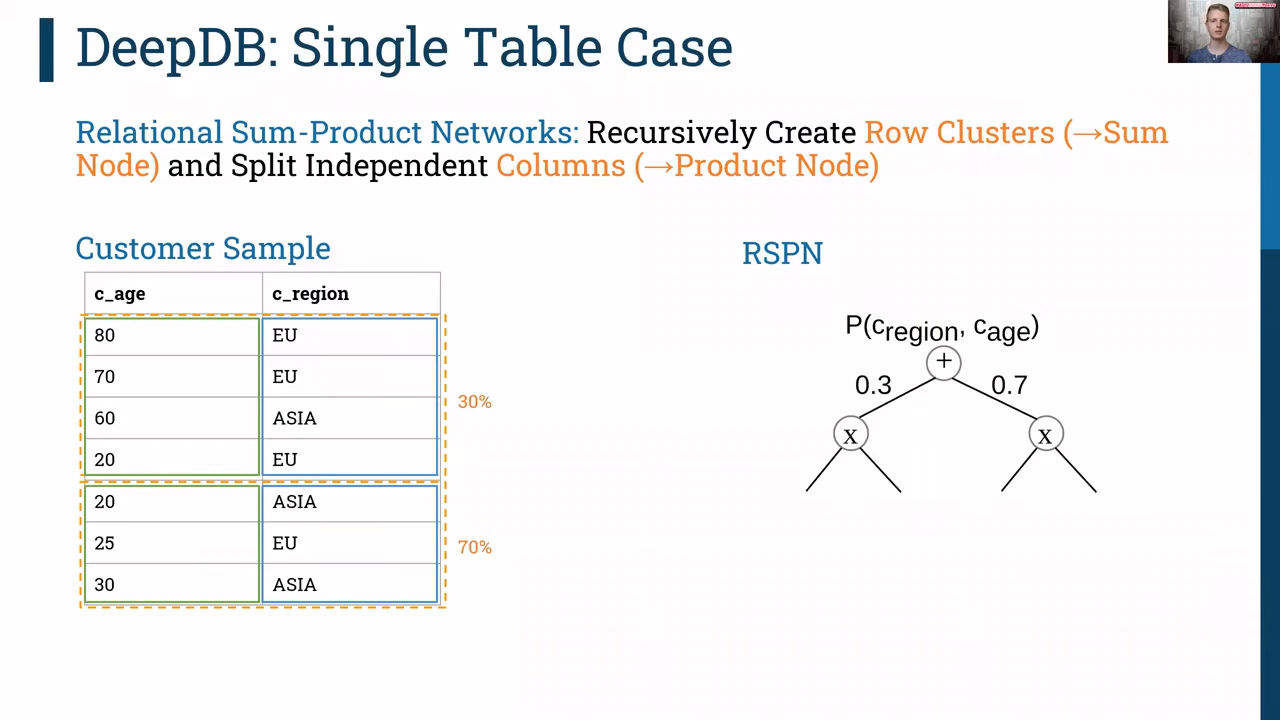 DeepDB: Single Table Case
Relational Sum-Product Networks: Recursively Create Row Clusters (→Sum
Node) and Split Independent Columns (→Product Node)
Customer Sample
c_age c_region
80 EU
70 EU
60 ASIA
20 EU
30%
20 ASIA
25 EU
30 ASIA
70%
RSPN
P(cregion, cage)
+
0.3 0.7
x x